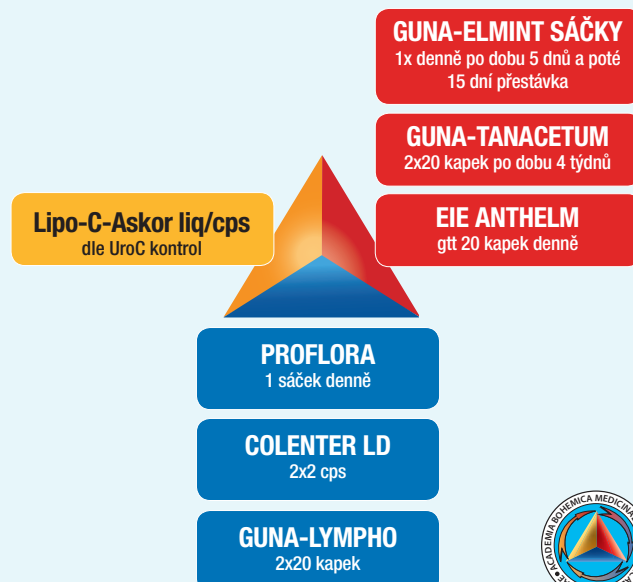 GUNA-ELMINT SÁČKY
1x denně po dobu 5 dnů a poté
15 dní přestávka
GUNA-TANACETUM
2x20 kapek po dobu 4 týdnů
EIE ANTHELM
gtt 20 kapek denně
Lipo-C-Askor liq/cps
dle UroC kontrol
PROFLORA
1 sáček denně
COLENTER LD
2x2 cps
GUNA-LYMPHO
2x20 kapek
ACADEMIA BOHEMICA